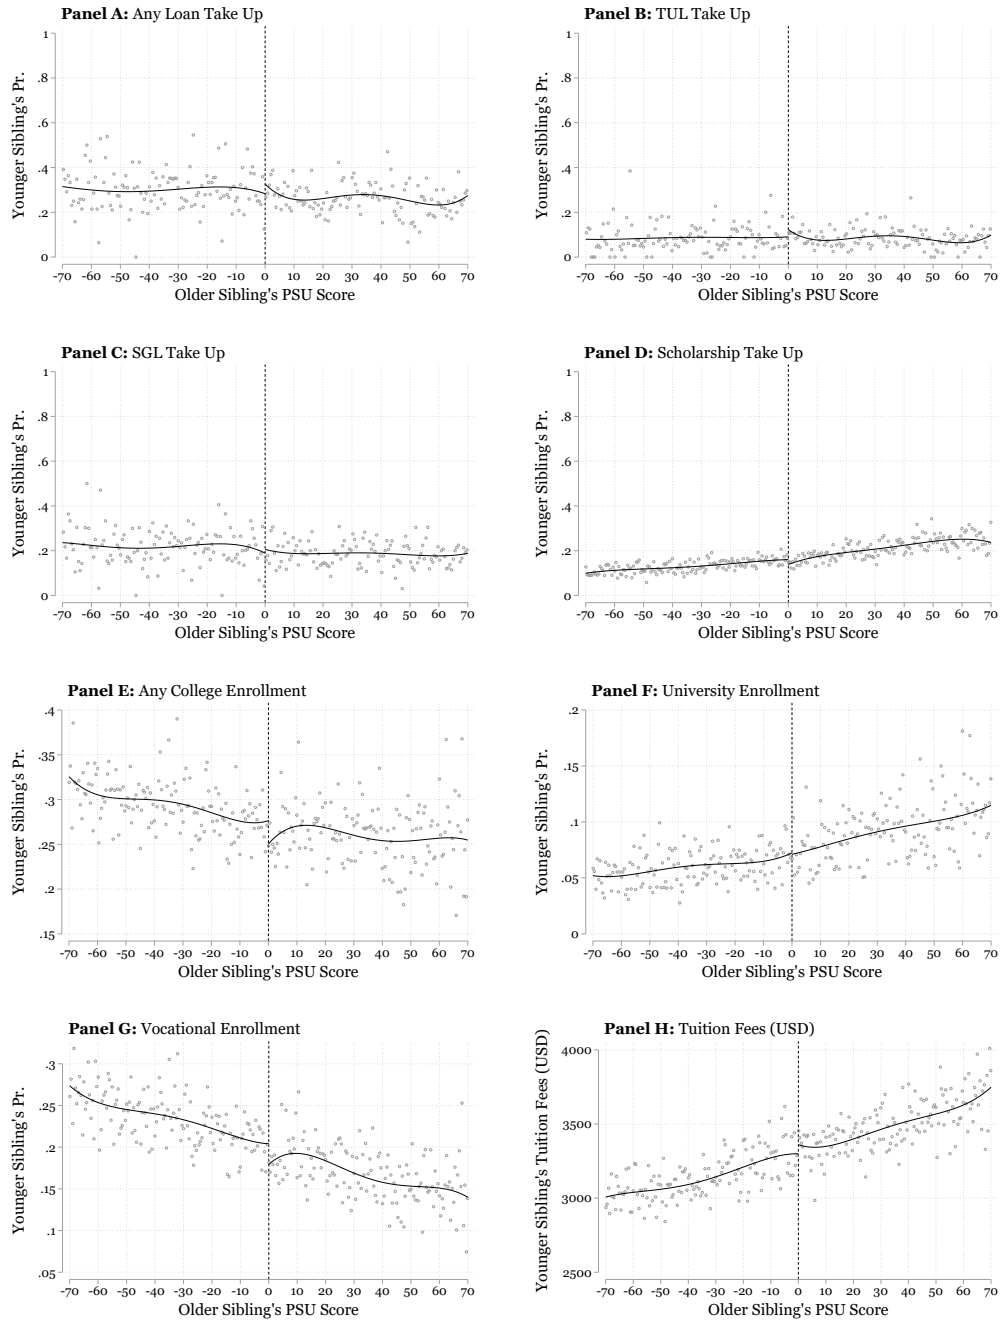 Panel A: Any Loan Take Up
Younger Sibling's Pr.
1
.8
.6
.4
.2
0
-70 -60 -50 -40 -30 -20 -10 0 10 20 30 40 50 60 70
Older Sibling's PSU Score
Panel B: TUL Take Up
Younger Sibling's Pr.
1
.8
.6
.4
.2
0
-70 -60 -50 -40 -30 -20 -10 0 10 20 30 40 50 60 70
Older Sibling's PSU Score
Panel C: SGL Take Up
Younger Sibling's Pr.
1
.8
.6
.4
.2
0
-70 -60 -50 -40 -30 -20 -10 0 10 20 30 40 50 60 70
Older Sibling's PSU Score
Panel D: Scholarship Take Up
Younger Sibling's Pr.
1
.8
.6
.4
.2
0
-70 -60 -50 -40 -30 -20 -10 0 10 20 30 40 50 60 70
Older Sibling's PSU Score
Panel E: Any College Enrollment
Younger Sibling's Pr.
.4
.35
.3
.25
.2
.15
-70 -60 -50 -40 -30 -20 -10 0 10 20 30 40 50 60 70
Older Sibling's PSU Score
Panel F: University Enrollment
Younger Sibling's Pr.
.2
.15
.1
.05
0
-70 -60 -50 -40 -30 -20 -10 0 10 20 30 40 50 60 70
Older Sibling's PSU Score
Panel G: Vocational Enrollment
Younger Sibling's Pr.
.3
.25
.2
.15
.1
.05
-70 -60 -50 -40 -30 -20 -10 0 10 20 30 40 50 60 70
Older Sibling's PSU Score
Panel H: Tuition Fees (USD)
Younger Sibling's Tuition Fees (USD)
4000
3500
3000
2500
-70 -60 -50 -40 -30 -20 -10 0 10 20 30 40 50 60 70
Older Sibling's PSU Score